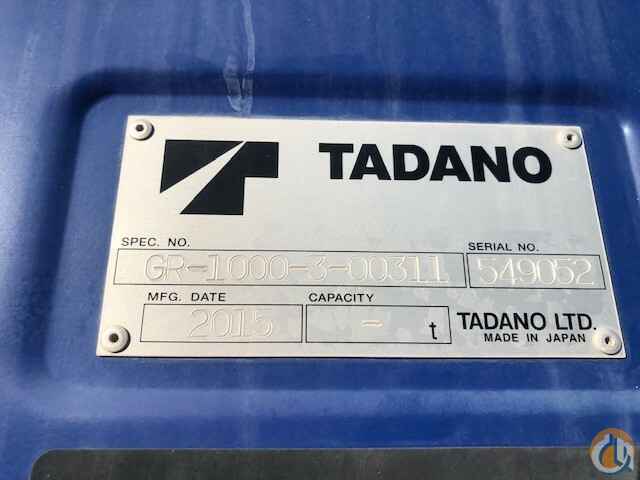 TADANO
SPEC. NO.
GR-1000-3-00311
SERIAL NO.
549052
MFG. DATE
2015
CAPACITY
- t
TADANO LTD.
MADE IN JAPAN